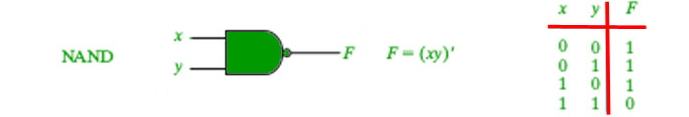 NAND
x
y
F
F = (xy)'
x y F
0 0 1
0 1 1
1 0 1
1 1 0